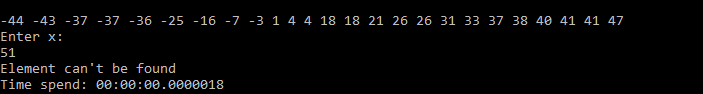 -44 -43 -37 -37 -36 -25 -16 -7 -3 1 4 4 18 18 21 26 26 31 33 37 38 40 41 41 47
Enter x:
51
Element can't be found
Time spend: 00:00:00.0000018